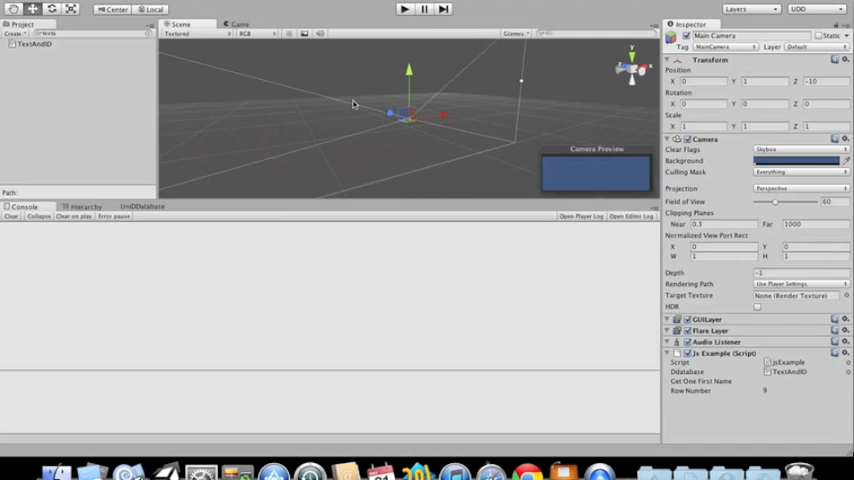 Center Local Layers UDO
Project Scene Game Inspector
Create Textured RGB Gizmos Main Camera Static
TextAndID Tag MainCamera Layer Default
Transform
Position
X 0 Y 1 Z -10
Rotation
X 0 Y 0 Z 0
Scale
X 1 Y 1 Z 1
Camera
Clear Flags Skybox
Camera Preview
Background
Culling Mask Everything
Projection Perspective
Path:
Field of View 60
Console Hierarchy UniDDatabase
Clipping Planes
Clear Collapse Clear on play Error pause Open Player Log Open Editor Log
Near 0.3 Far 1000
Normalized View Port Rect
X 0 Y 0
W 1 H 1
Depth -1
Rendering Path Use Player Settings
Target Texture None (Render Texture)
HDR
GUILayer
Flare Layer
Audio Listener
Js Example (Script)
Script jsExample
Ddatabase TextAndID
Get One First Name
Row Number 9